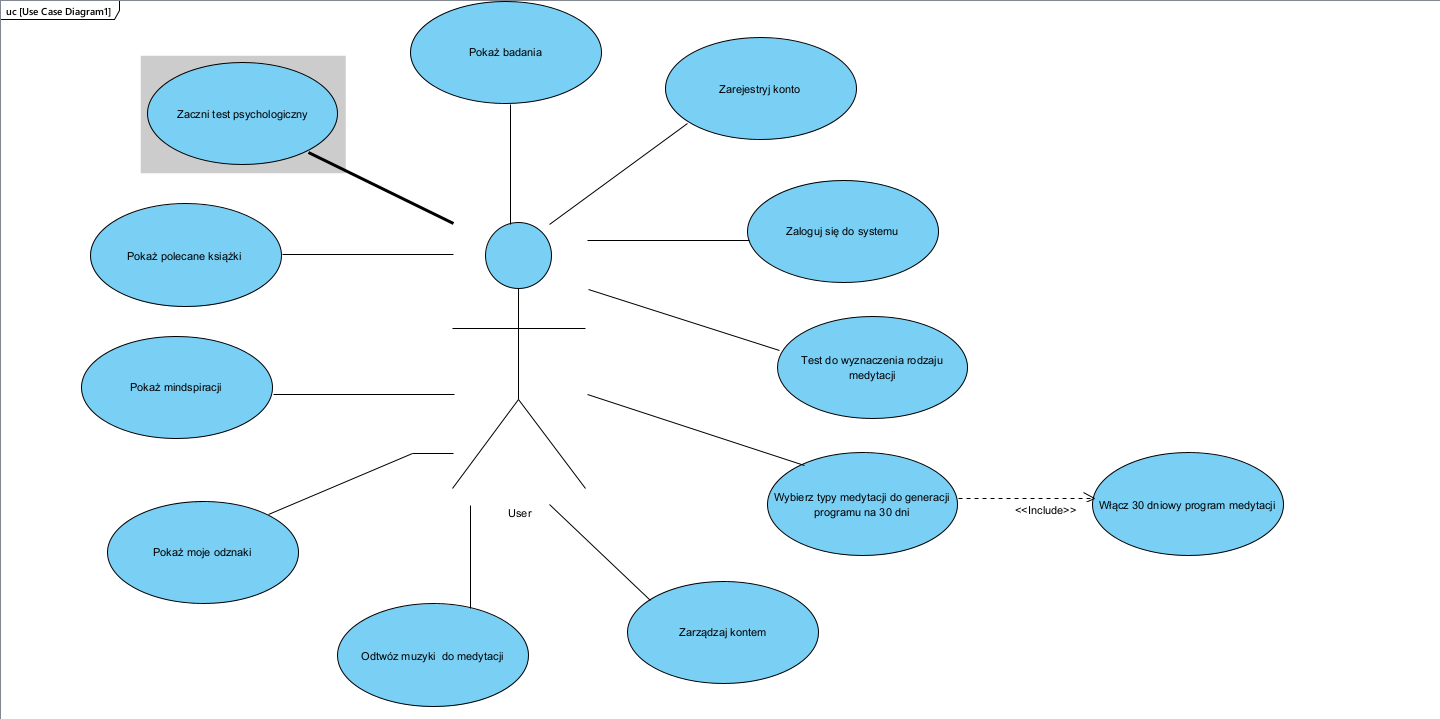 uc [Use Case Diagram1]
Pokaż badania
Zarejestryj konto
Zaczni test psychologiczny
Zaloguj się do systemu
Pokaż polecane książki
Test do wyznaczenia rodzaju
medytacji
Pokaż mindspiracji
Wybierz typy medytacji do generacji
programu na 30 dni
<<Include>>
Włącz 30 dniowy program medytacji
User
Pokaż moje odznaki
Zarządzaj kontem
Odtwóz muzyki  do medytacji